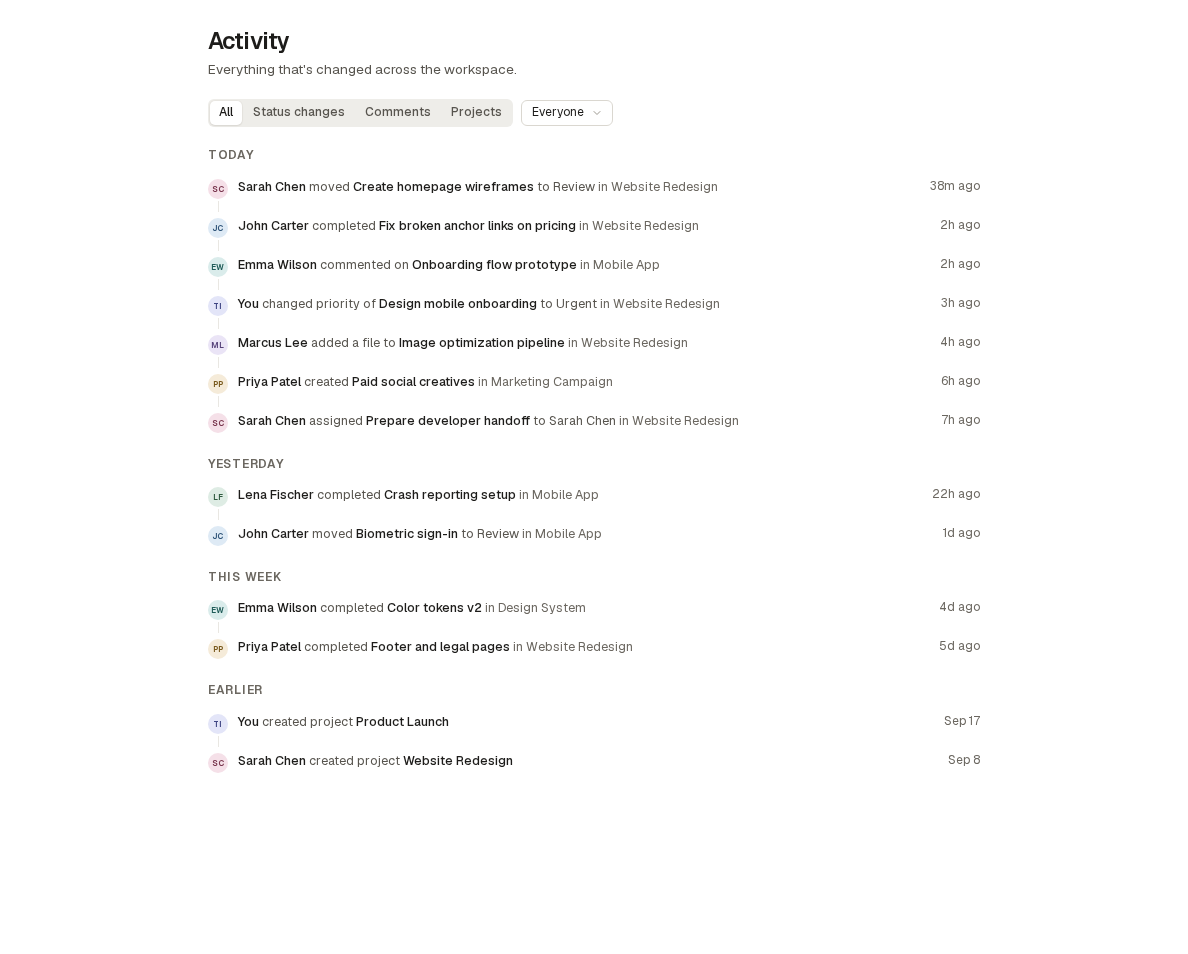 Activity
Everything that's changed across the workspace.
All Status changes Comments Projects Everyone
TODAY
SC Sarah Chen moved Create homepage wireframes to Review in Website Redesign 38m ago
JC John Carter completed Fix broken anchor links on pricing in Website Redesign 2h ago
EW Emma Wilson commented on Onboarding flow prototype in Mobile App 2h ago
TI You changed priority of Design mobile onboarding to Urgent in Website Redesign 3h ago
ML Marcus Lee added a file to Image optimization pipeline in Website Redesign 4h ago
PP Priya Patel created Paid social creatives in Marketing Campaign 6h ago
SC Sarah Chen assigned Prepare developer handoff to Sarah Chen in Website Redesign 7h ago
YESTERDAY
LF Lena Fischer completed Crash reporting setup in Mobile App 22h ago
JC John Carter moved Biometric sign-in to Review in Mobile App 1d ago
THIS WEEK
EW Emma Wilson completed Color tokens v2 in Design System 4d ago
PP Priya Patel completed Footer and legal pages in Website Redesign 5d ago
EARLIER
TI You created project Product Launch Sep 17
SC Sarah Chen created project Website Redesign Sep 8